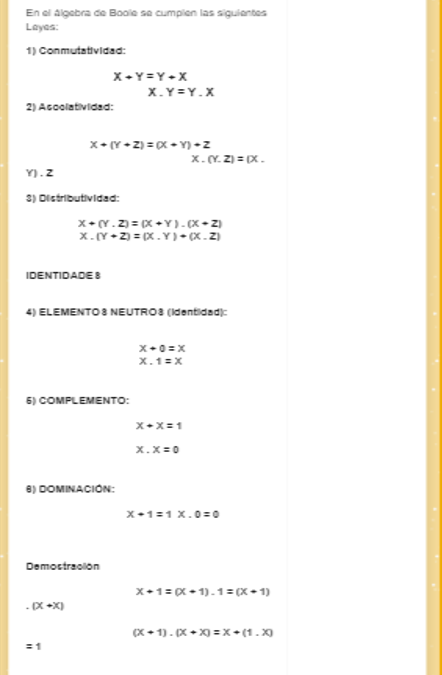 En el álgebra de Boole se cumplen las siguientes
Leyes:
1) Conmutatividad:
X + Y = Y + X
X . Y = Y . X
2) Asociatividad:
X + (Y + Z) = (X + Y) + Z
X . (Y. Z) = (X .
Y) . Z
3) Distributividad:
X + (Y . Z) = (X + Y ) . (X + Z)
X . (Y + Z) = (X . Y ) + (X . Z)
IDENTIDADES
4) ELEMENTOS NEUTROS (Identidad):
X + 0 = X
X . 1 = X
5) COMPLEMENTO:
X + X = 1
X . X = 0
6) DOMINACIÓN:
X + 1 = 1 X . 0 = 0
Demostración
X + 1 = (X + 1) . 1 = (X + 1)
. (X +X)
(X + 1) . (X + X) = X + (1 . X)
= 1